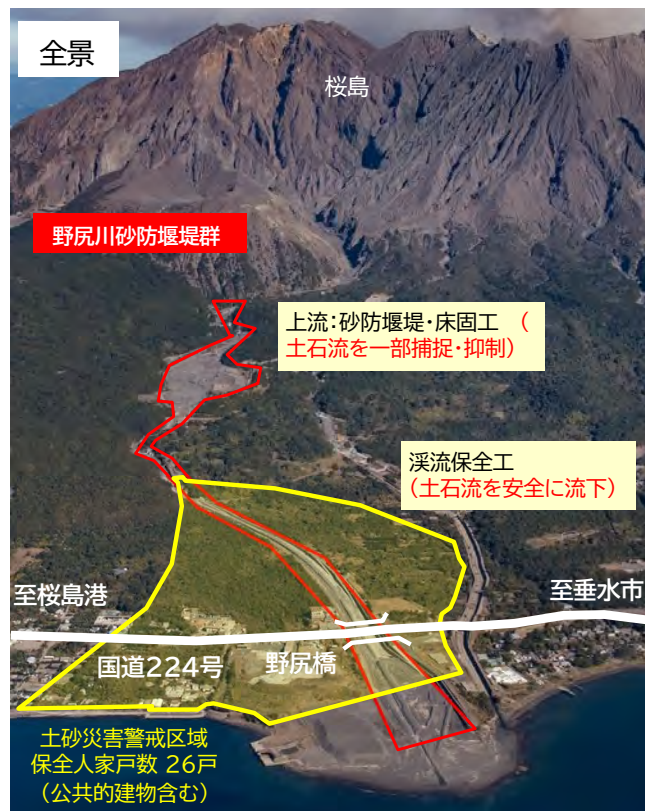 全景
桜島
野尻川砂防堰堤群
上流:砂防堰堤・床固工 (
土石流を一部捕捉・抑制)
渓流保全工
(土石流を安全に流下)
至桜島港
至垂水市
国道224号
野尻橋
土砂災害警戒区域
保全人家戸数 26戸
(公共的建物含む)